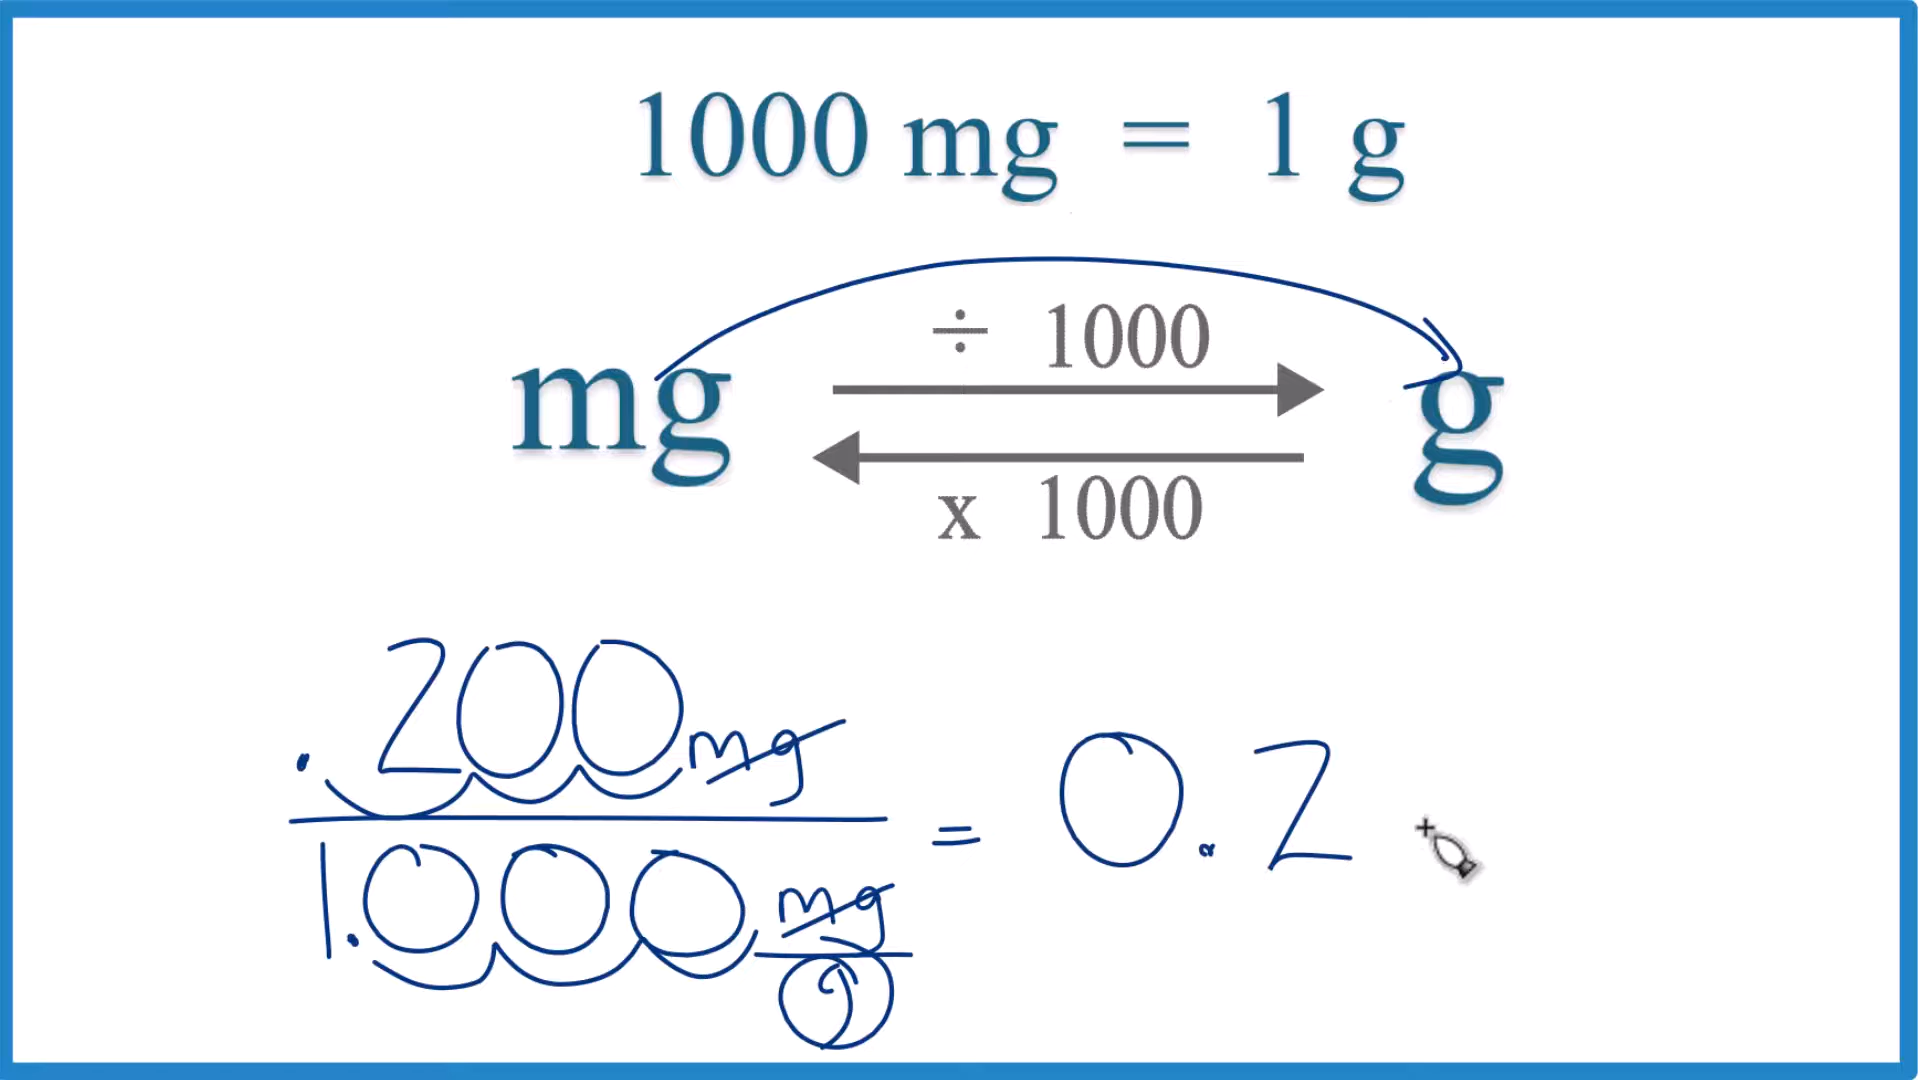 1000 mg = 1 g
÷ 1000
mg g
x 1000
.200 mg
= 0.2
1.000 mg
g